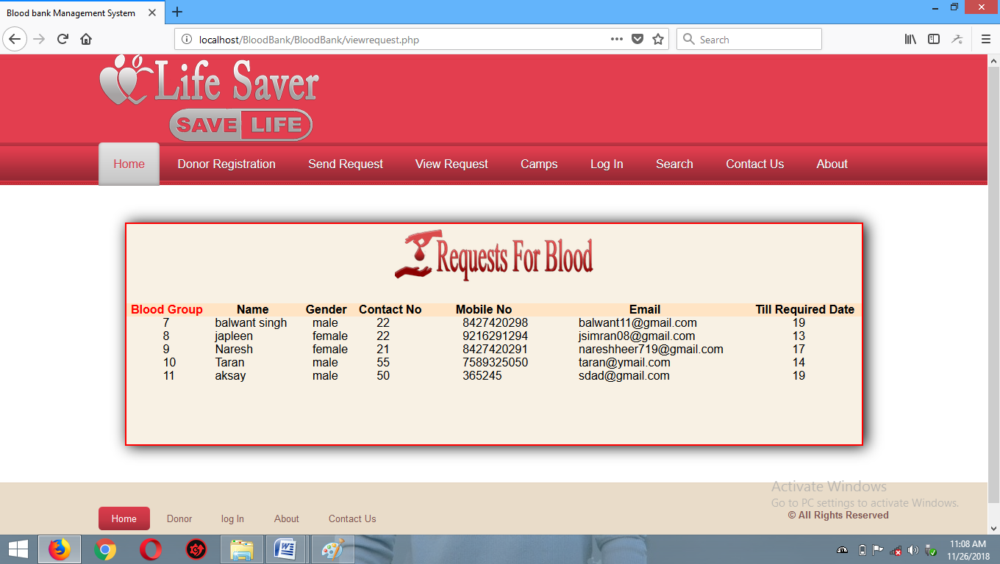 Blood bank Management System
localhost/BloodBank/BloodBank/viewrequest.php
Search
Life Saver
SAVE LIFE
Home Donor Registration Send Request View Request Camps Log In Search Contact Us About
Requests For Blood
Blood Group Name Gender Contact No Mobile No Email Till Required Date
7 balwant singh male 22 8427420298 balwant11@gmail.com 19
8 japleen female 22 9216291294 jsimran08@gmail.com 13
9 Naresh female 21 8427420291 nareshheer719@gmail.com 17
10 Taran male 55 7589325050 taran@ymail.com 14
11 aksay male 50 365245 sdad@gmail.com 19
Activate Windows
Go to PC settings to activate Windows.
© All Rights Reserved
Home Donor log In About Contact Us
11:08 AM
11/26/2018